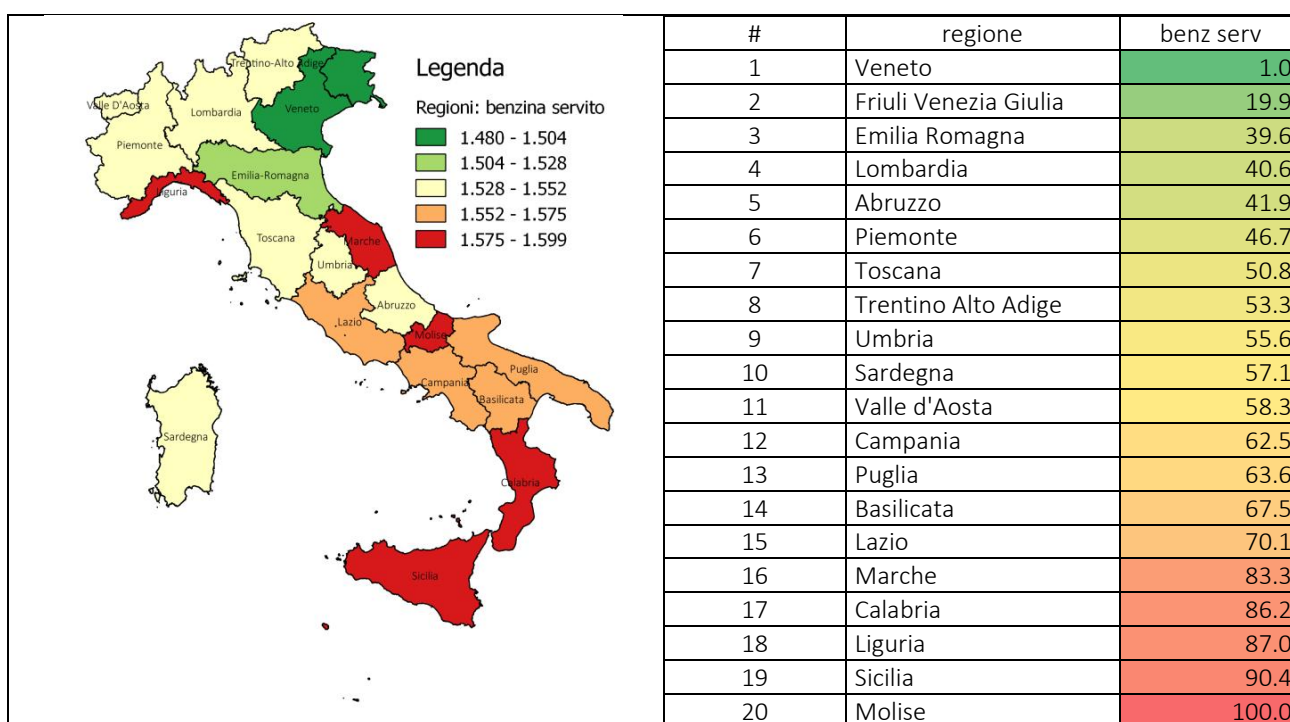 Legenda
Regioni: benzina servito
1.480 - 1.504
1.504 - 1.528
1.528 - 1.552
1.552 - 1.575
1.575 - 1.599
Trentino-Alto Adige
Valle D'Aosta
Lombardia
Veneto
Piemonte
Emilia-Romagna
Liguria
Toscana
Marche
Umbria
Abruzzo
Lazio
Molise
Puglia
Campania
Basilicata
Sardegna
Calabria
Sicilia
# regione benz serv
1 Veneto 1.0
2 Friuli Venezia Giulia 19.9
3 Emilia Romagna 39.6
4 Lombardia 40.6
5 Abruzzo 41.9
6 Piemonte 46.7
7 Toscana 50.8
8 Trentino Alto Adige 53.3
9 Umbria 55.6
10 Sardegna 57.1
11 Valle d'Aosta 58.3
12 Campania 62.5
13 Puglia 63.6
14 Basilicata 67.5
15 Lazio 70.1
16 Marche 83.3
17 Calabria 86.2
18 Liguria 87.0
19 Sicilia 90.4
20 Molise 100.0